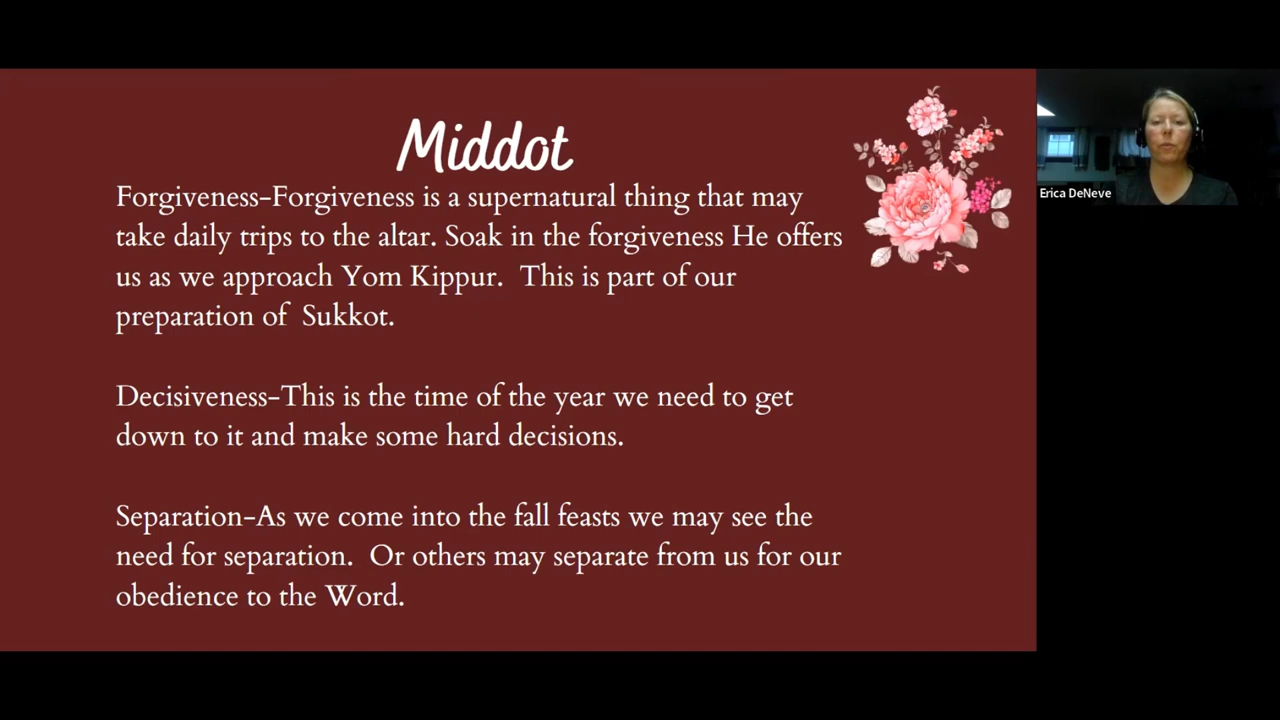 Middot
Forgiveness-Forgiveness is a supernatural thing that may
take daily trips to the altar. Soak in the forgiveness He offers
us as we approach Yom Kippur.  This is part of our
preparation of  Sukkot.
Decisiveness-This is the time of the year we need to get
down to it and make some hard decisions.
Separation-As we come into the fall feasts we may see the
need for separation.  Or others may separate from us for our
obedience to the Word.
Erica DeNeve